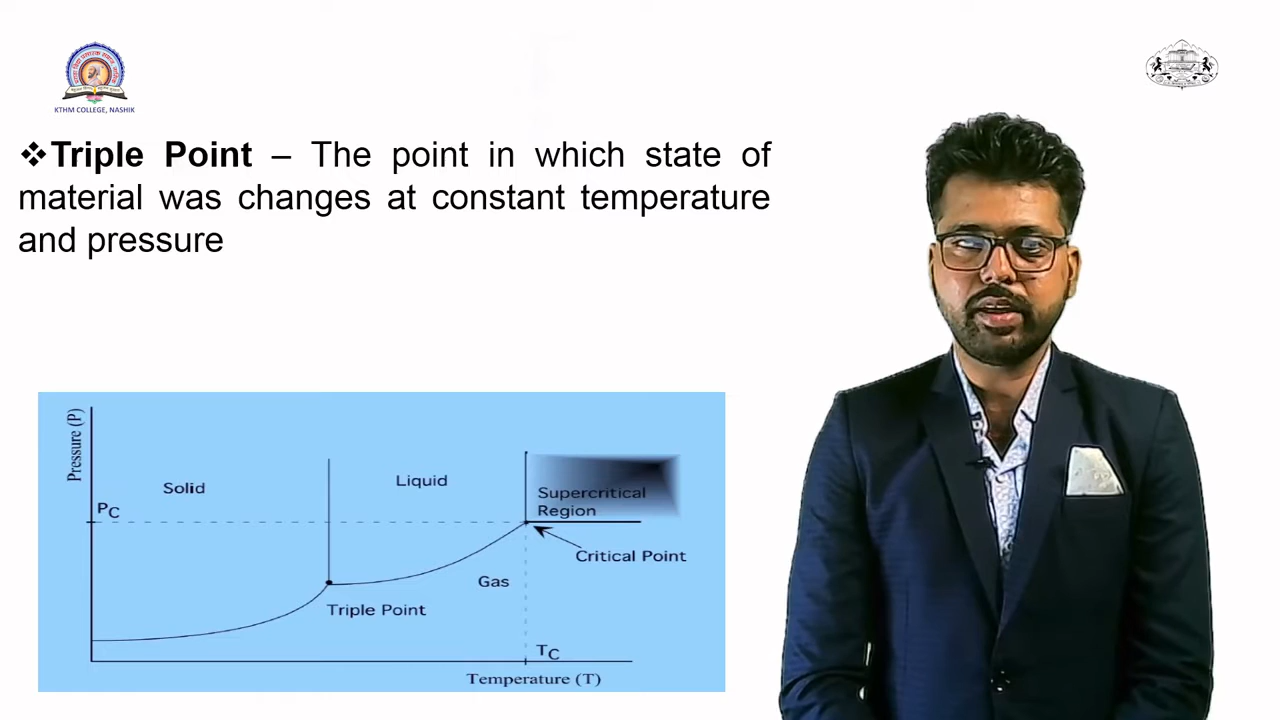 KTHM COLLEGE, NASHIK
❖Triple Point – The point in which state of
material was changes at constant temperature
and pressure
Pressure (P)
Solid
Liquid
PC
Supercritical
Region
Critical Point
Gas
Triple Point
TC
Temperature (T)